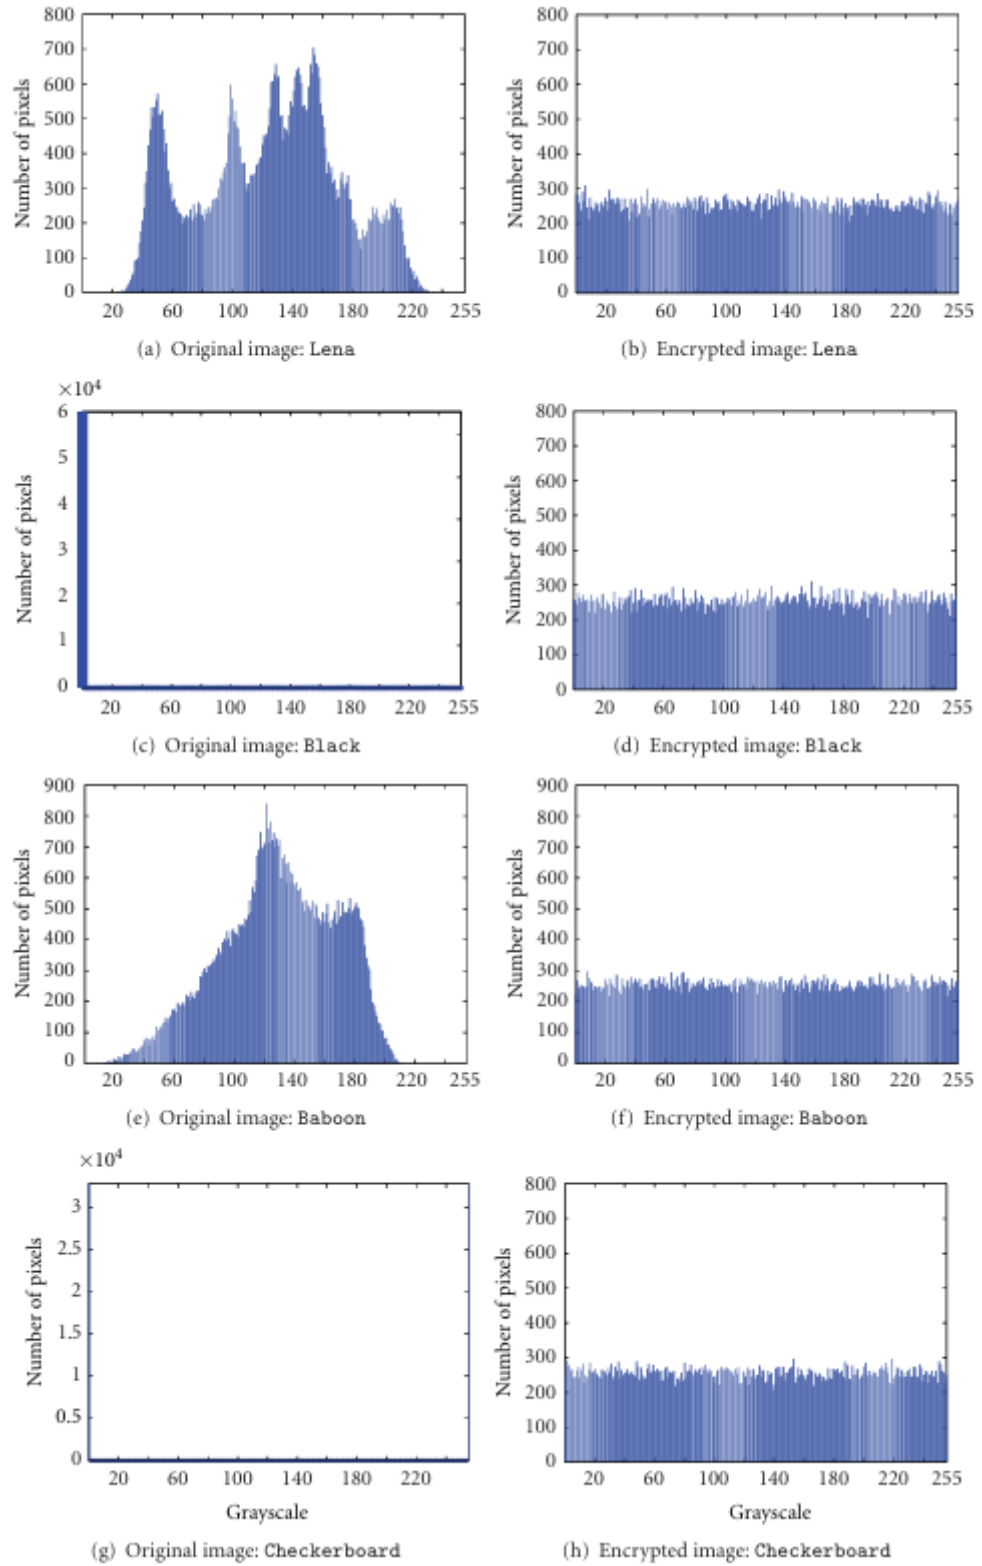 800
700
600
500
400
300
200
100
0
Number of pixels
20 60 100 140 180 220 255
(a) Original image: Lena
800
700
600
500
400
300
200
100
0
Number of pixels
20 60 100 140 180 220 255
(b) Encrypted image: Lena
×10⁴
6
5
4
3
2
1
0
Number of pixels
20 60 100 140 180 220 255
(c) Original image: Black
800
700
600
500
400
300
200
100
0
Number of pixels
20 60 100 140 180 220 255
(d) Encrypted image: Black
900
800
700
600
500
400
300
200
100
0
Number of pixels
20 60 100 140 180 220 255
(e) Original image: Baboon
900
800
700
600
500
400
300
200
100
0
Number of pixels
20 60 100 140 180 220 255
(f) Encrypted image: Baboon
×10⁴
3
2.5
2
1.5
1
0.5
0
Number of pixels
20 60 100 140 180 220
Grayscale
(g) Original image: Checkerboard
800
700
600
500
400
300
200
100
0
Number of pixels
20 60 100 140 180 220 255
Grayscale
(h) Encrypted image: Checkerboard